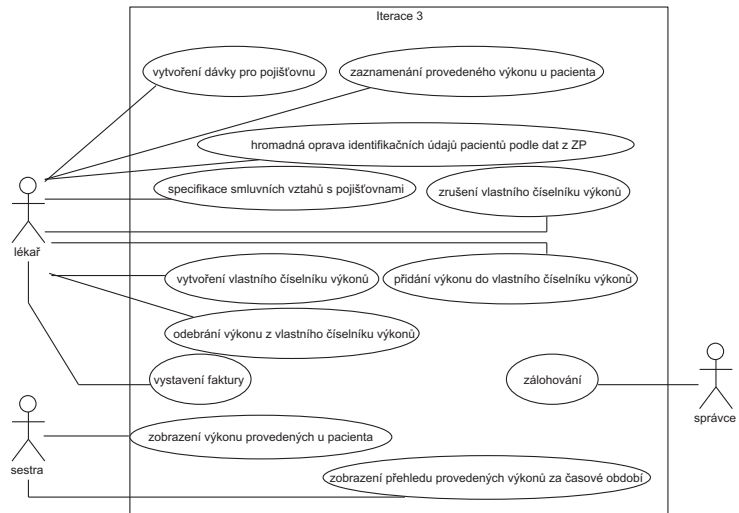 Iterace 3
vytvoření dávky pro pojišťovnu
zaznamenání provedeného výkonu u pacienta
hromadná oprava identifikačních údajů pacientů podle dat z ZP
specifikace smluvních vztahů s pojišťovnami
zrušení vlastního číselníku výkonů
lékař
vytvoření vlastního číselníku výkonů
přidání výkonu do vlastního číselníku výkonů
odebrání výkonu z vlastního číselníku výkonů
vystavení faktury
zálohování
správce
zobrazení výkonu provedených u pacienta
sestra
zobrazení přehledu provedených výkonů za časové období